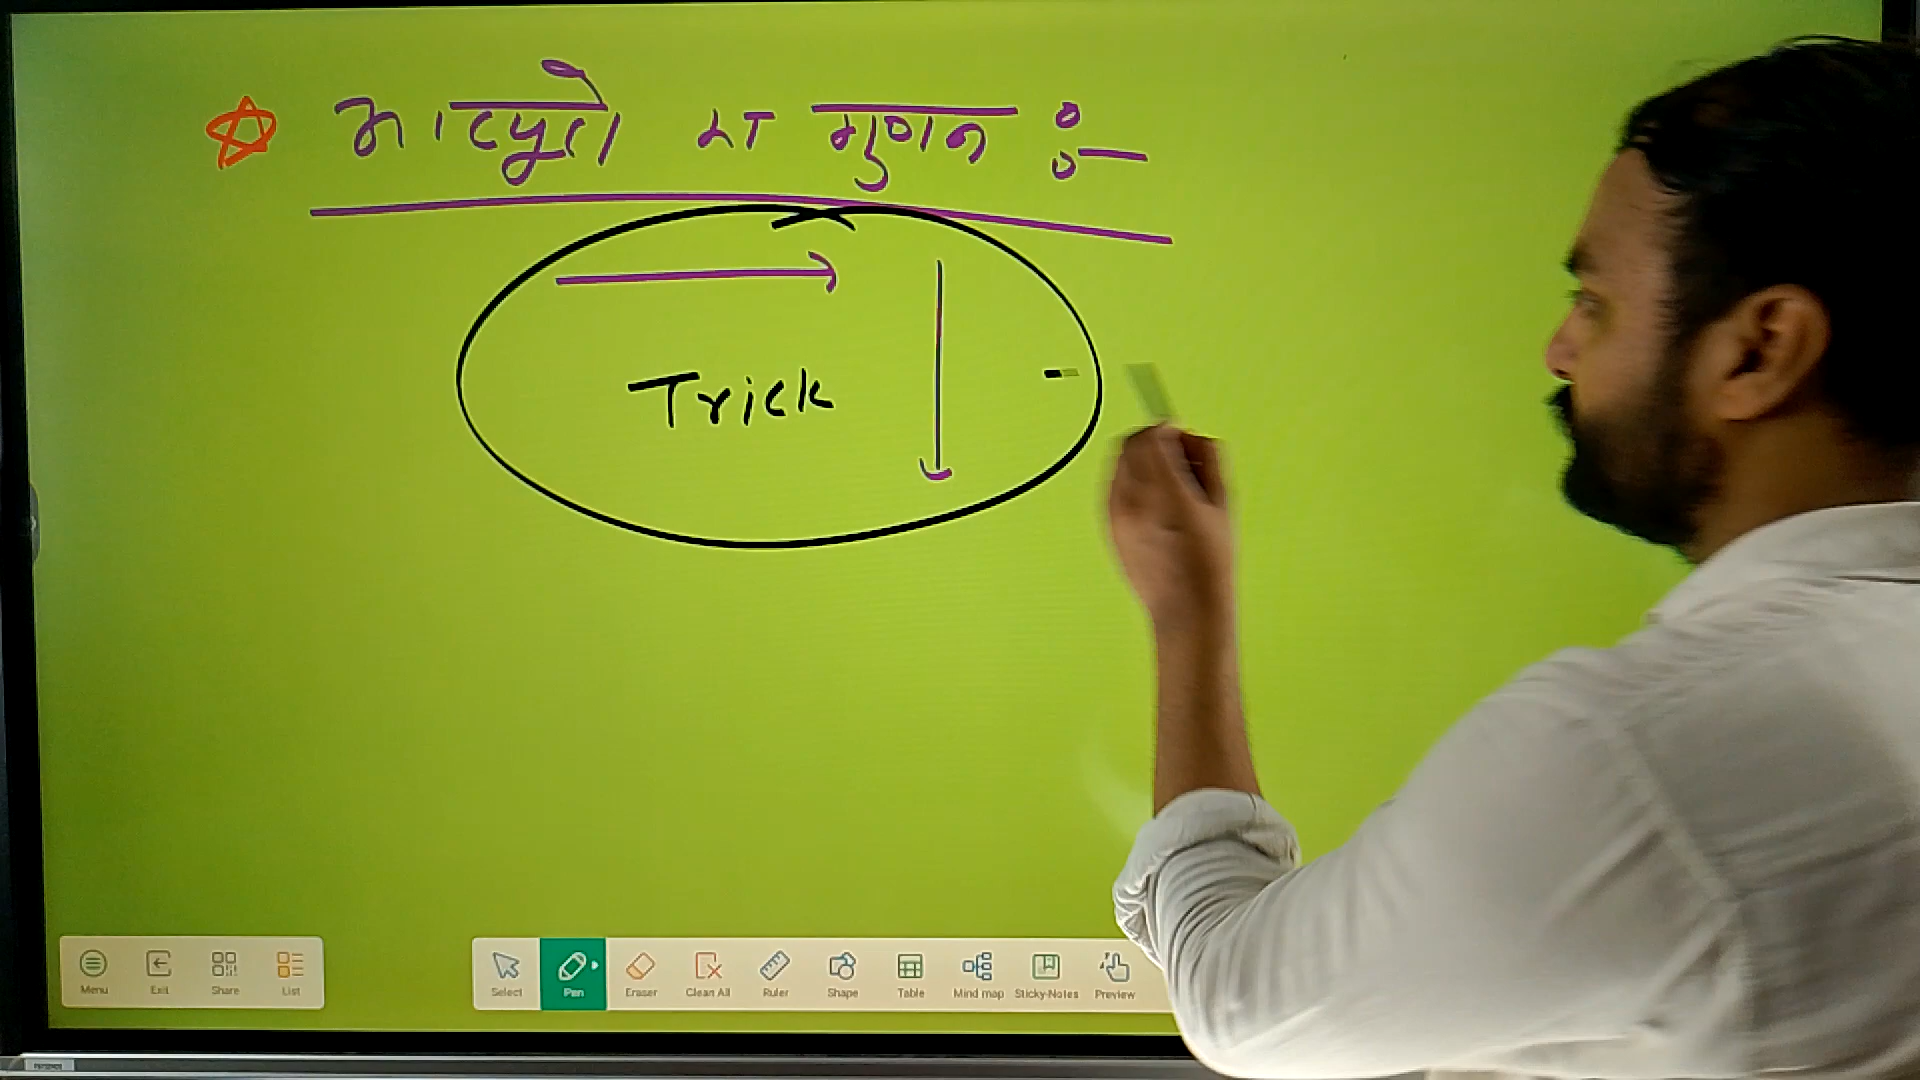 आव्यूहों का गुणन :-
Trick
Menu Exit Share List
Select Pen Eraser Clean All Ruler Shape Table Mind map Sticky-Notes Preview